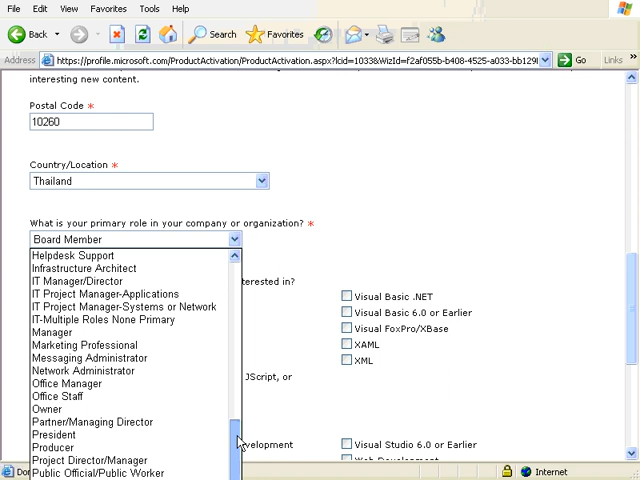 File Edit View Favorites Tools Help
Back Search Favorites
Address https://profile.microsoft.com/ProductActivation/ProductActivation.aspx?lcid=1033&WizId=f2af055b-b408-4525-a033-bb129 Go Links
interesting new content.
Postal Code *
10260
Country/Location *
Thailand
What is your primary role in your company or organization? *
Board Member
Helpdesk Support
Infrastructure Architect
IT Manager/Director terested in?
IT Project Manager-Applications Visual Basic .NET
IT Project Manager-Systems or Network Visual Basic 6.0 or Earlier
IT-Multiple Roles None Primary Visual FoxPro/XBase
Manager
Marketing Professional XAML
Messaging Administrator XML
Network Administrator JScript, or
Office Manager
Office Staff
Owner
Partner/Managing Director
President
Producer velopment Visual Studio 6.0 or Earlier
Project Director/Manager
Public Official/Public Worker Internet